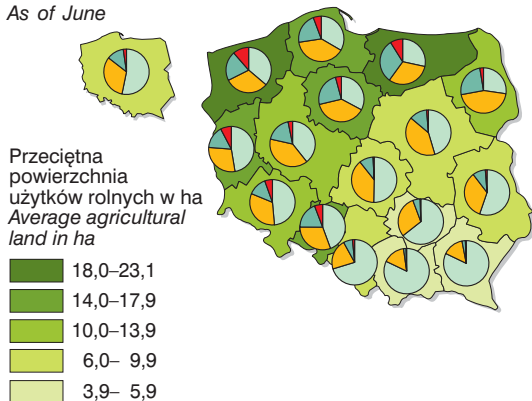 As of June
Przeciętna
powierzchnia
użytków rolnych w ha
Average agricultural
land in ha
18,0–23,1
14,0–17,9
10,0–13,9
6,0– 9,9
3,9– 5,9